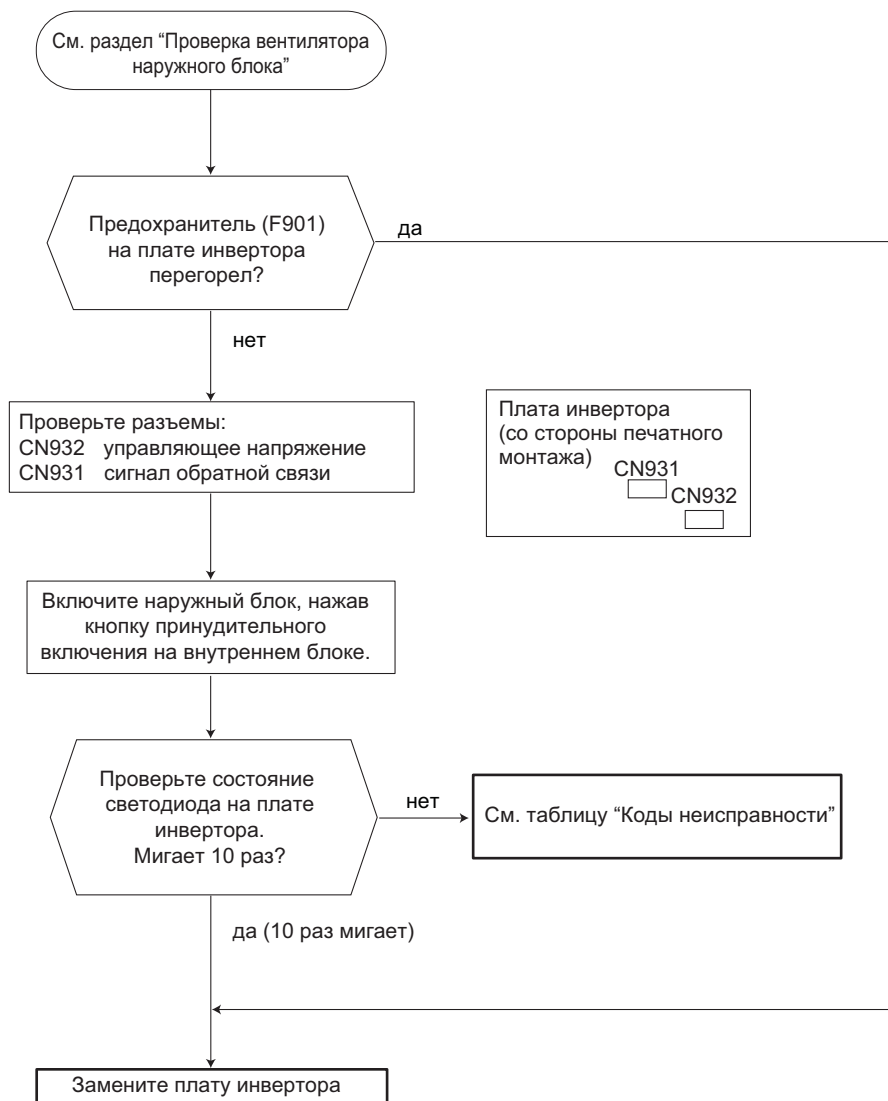 См. раздел “Проверка вентилятора
наружного блока”
Предохранитель (F901)
на плате инвертора
перегорел?
да
нет
Проверьте разъемы:
CN932 управляющее напряжение
CN931 сигнал обратной связи
Плата инвертора
(со стороны печатного
монтажа)
CN931
CN932
Включите наружный блок, нажав
кнопку принудительного
включения на внутреннем блоке.
Проверьте состояние
светодиода на плате
инвертора.
Мигает 10 раз?
нет
См. таблицу “Коды неисправности”
да (10 раз мигает)
Замените плату инвертора